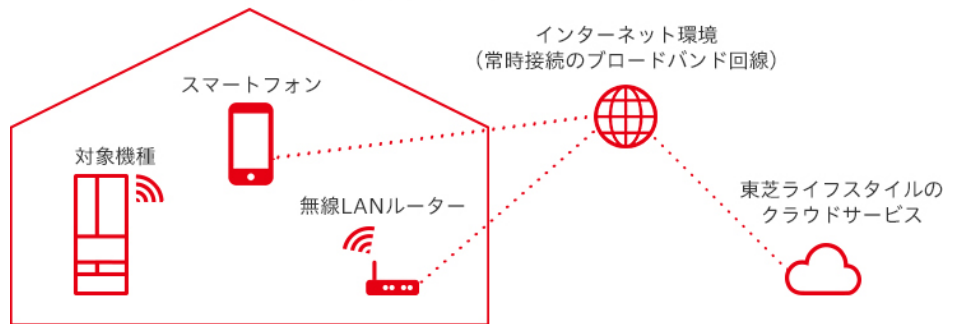 インターネット環境
（常時接続のブロードバンド回線）
スマートフォン
対象機種
無線LANルーター
東芝ライフスタイルの
クラウドサービス